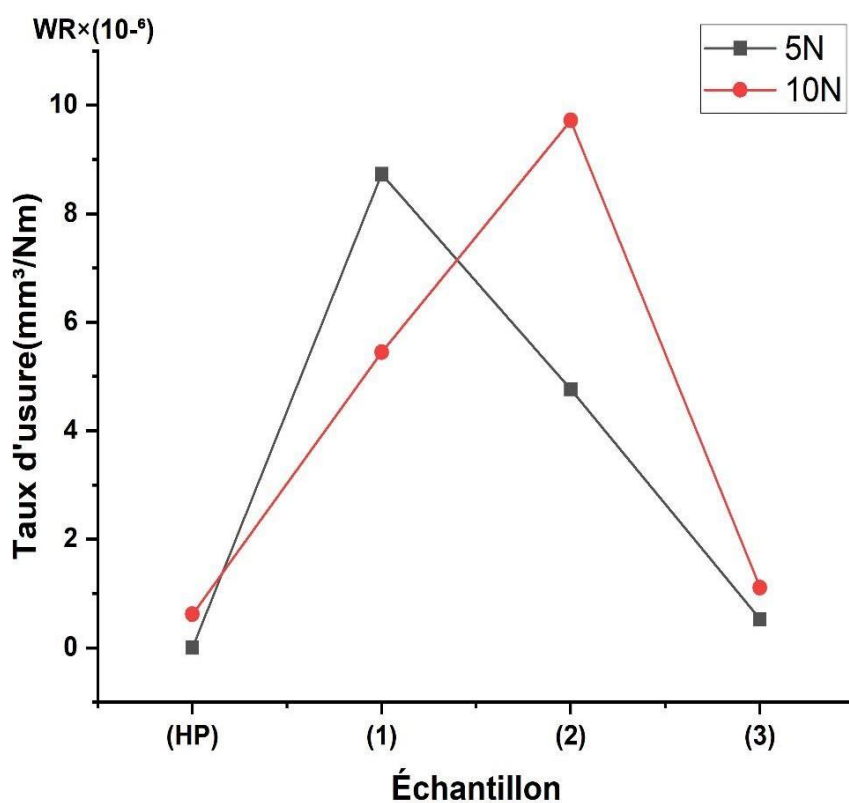 WR×(10-⁶)
5N
10N
10
8
6
4
2
0
Taux d'usure(mm³/Nm)
(HP) (1) (2) (3)
Échantillon